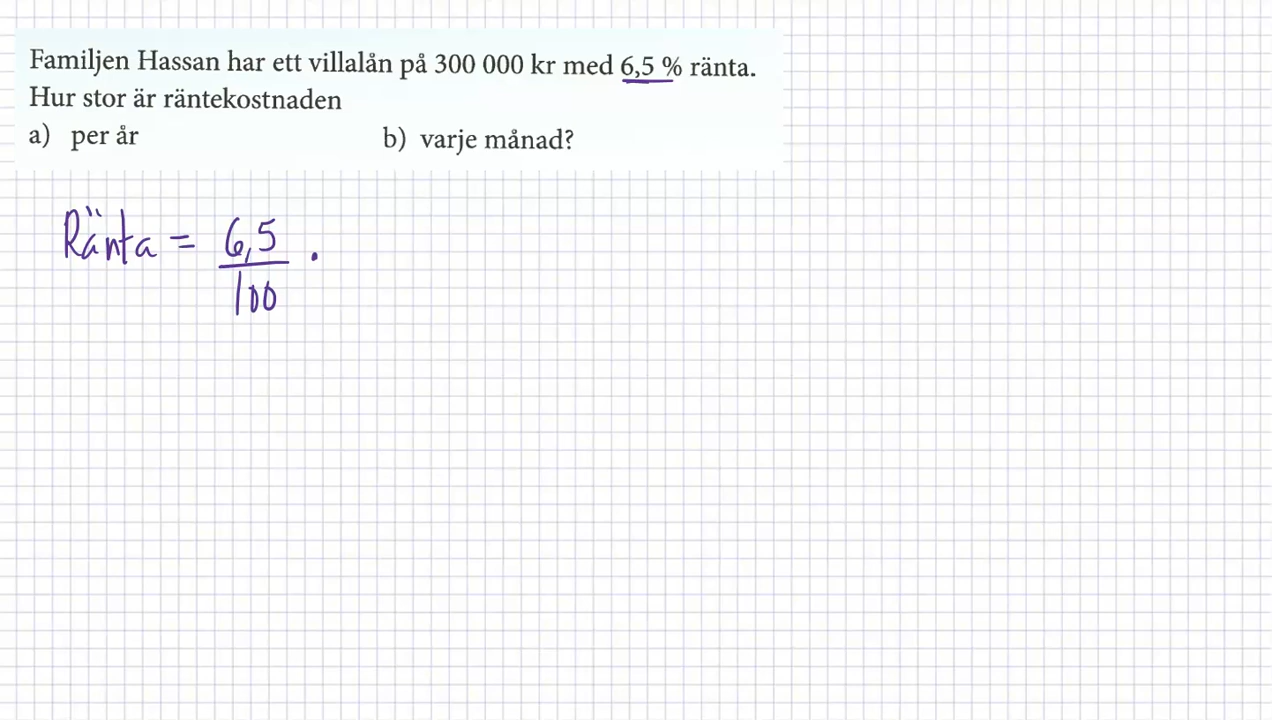 Familjen Hassan har ett villalån på 300 000 kr med 6,5 % ränta.
Hur stor är räntekostnaden
a) per år b) varje månad?
Ränta = 6,5 ·
100